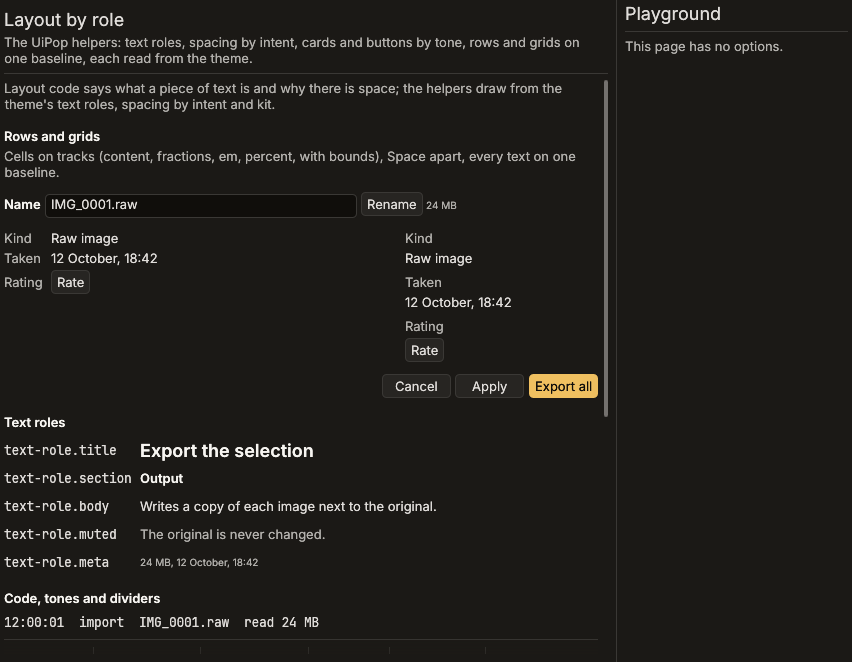 Layout by role
The UiPop helpers: text roles, spacing by intent, cards and buttons by tone, rows and grids on
one baseline, each read from the theme.
Layout code says what a piece of text is and why there is space; the helpers draw from the
theme's text roles, spacing by intent and kit.
Rows and grids
Cells on tracks (content, fractions, em, percent, with bounds), Space apart, every text on one
baseline.
Name IMG_0001.raw Rename 24 MB
Kind Raw image
Taken 12 October, 18:42
Rating Rate
Kind
Raw image
Taken
12 October, 18:42
Rating
Rate
Cancel Apply Export all
Text roles
text-role.title Export the selection
text-role.section Output
text-role.body Writes a copy of each image next to the original.
text-role.muted The original is never changed.
text-role.meta 24 MB, 12 October, 18:42
Code, tones and dividers
12:00:01 import IMG_0001.raw read 24 MB
Playground
This page has no options.